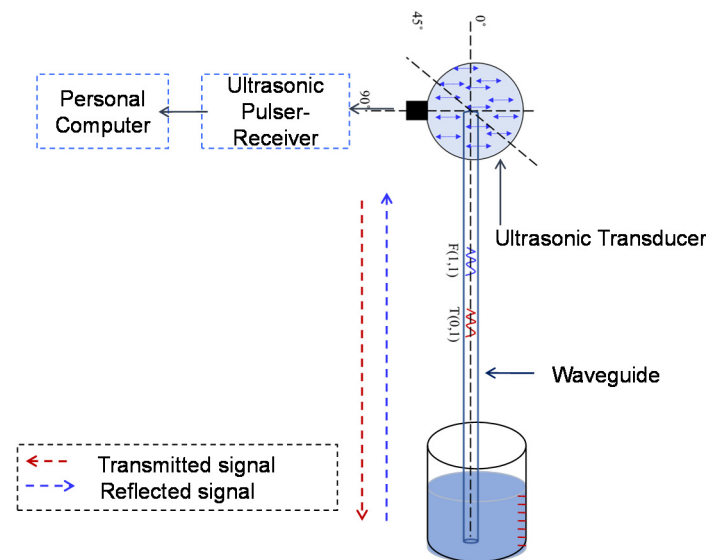 45°
0°
Personal
Computer
Ultrasonic
Pulser-
Receiver
90°
Ultrasonic Transducer
F(1,1)
T(0,1)
Waveguide
Transmitted signal
Reflected signal